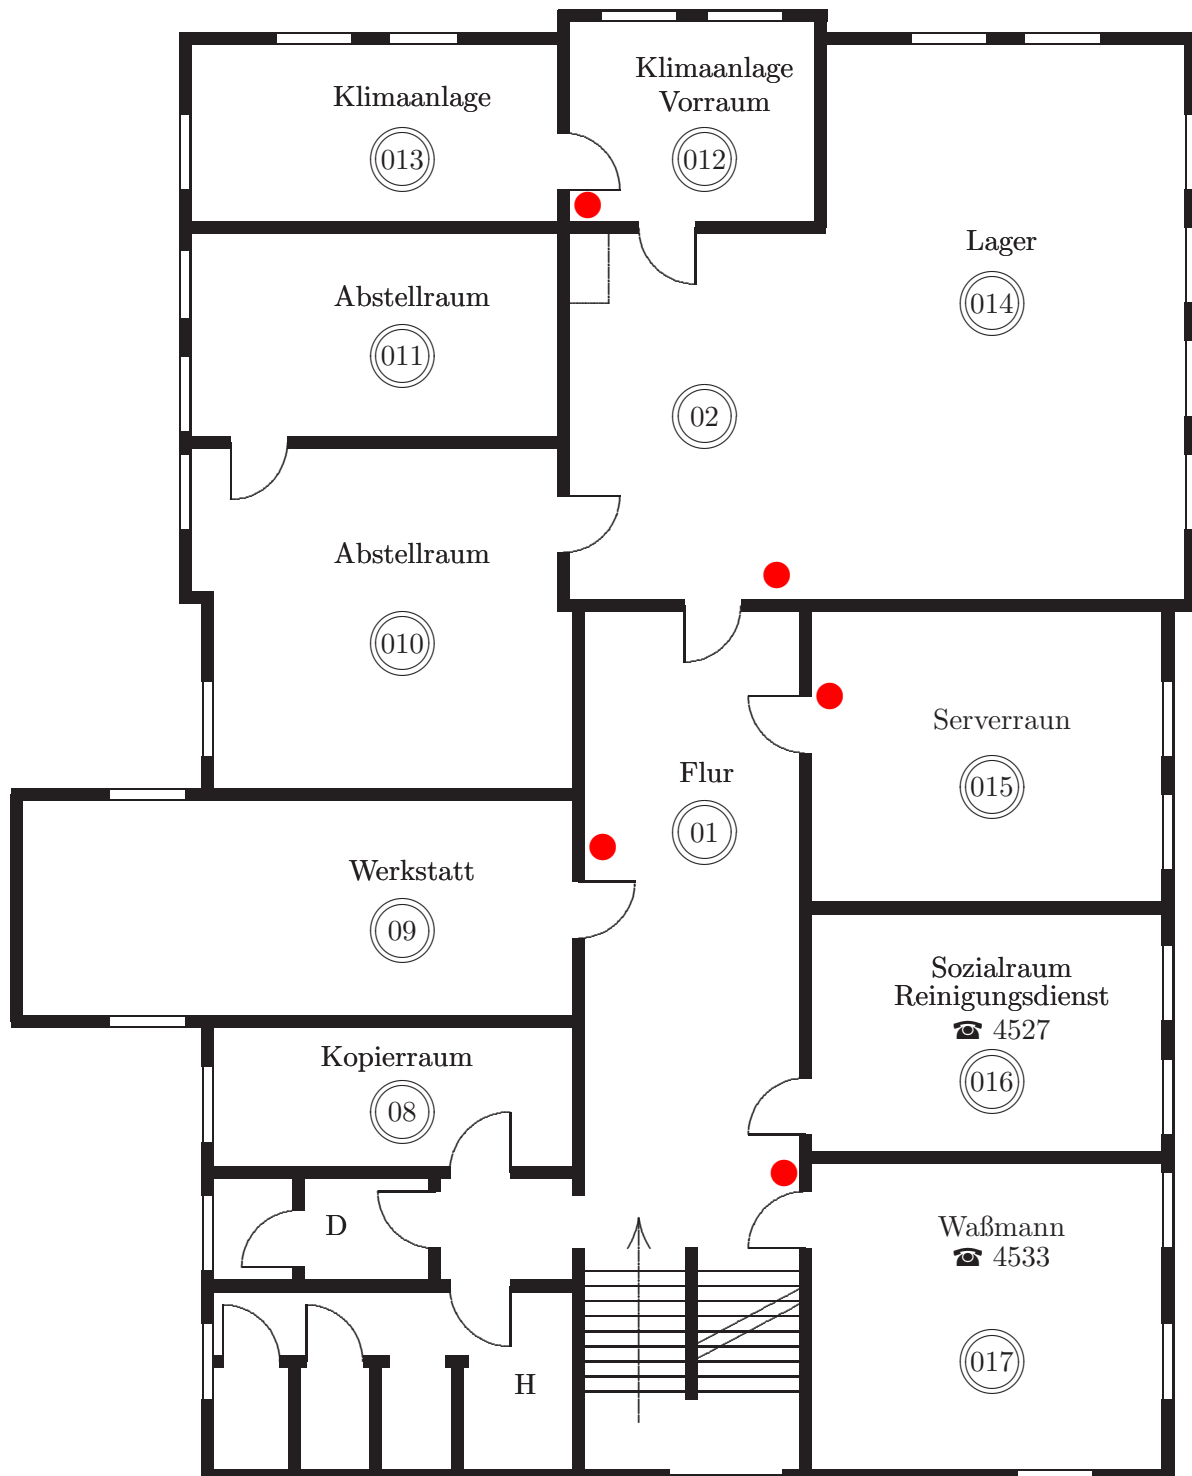 Klimaanlage
013
Klimaanlage
Vorraum
012
Lager
014
Abstellraum
011
02
Abstellraum
010
Serverraun
015
Flur
01
Werkstatt
09
Sozialraum
Reinigungsdienst
☎ 4527
016
Kopierraum
08
D
Waßmann
☎ 4533
017
H